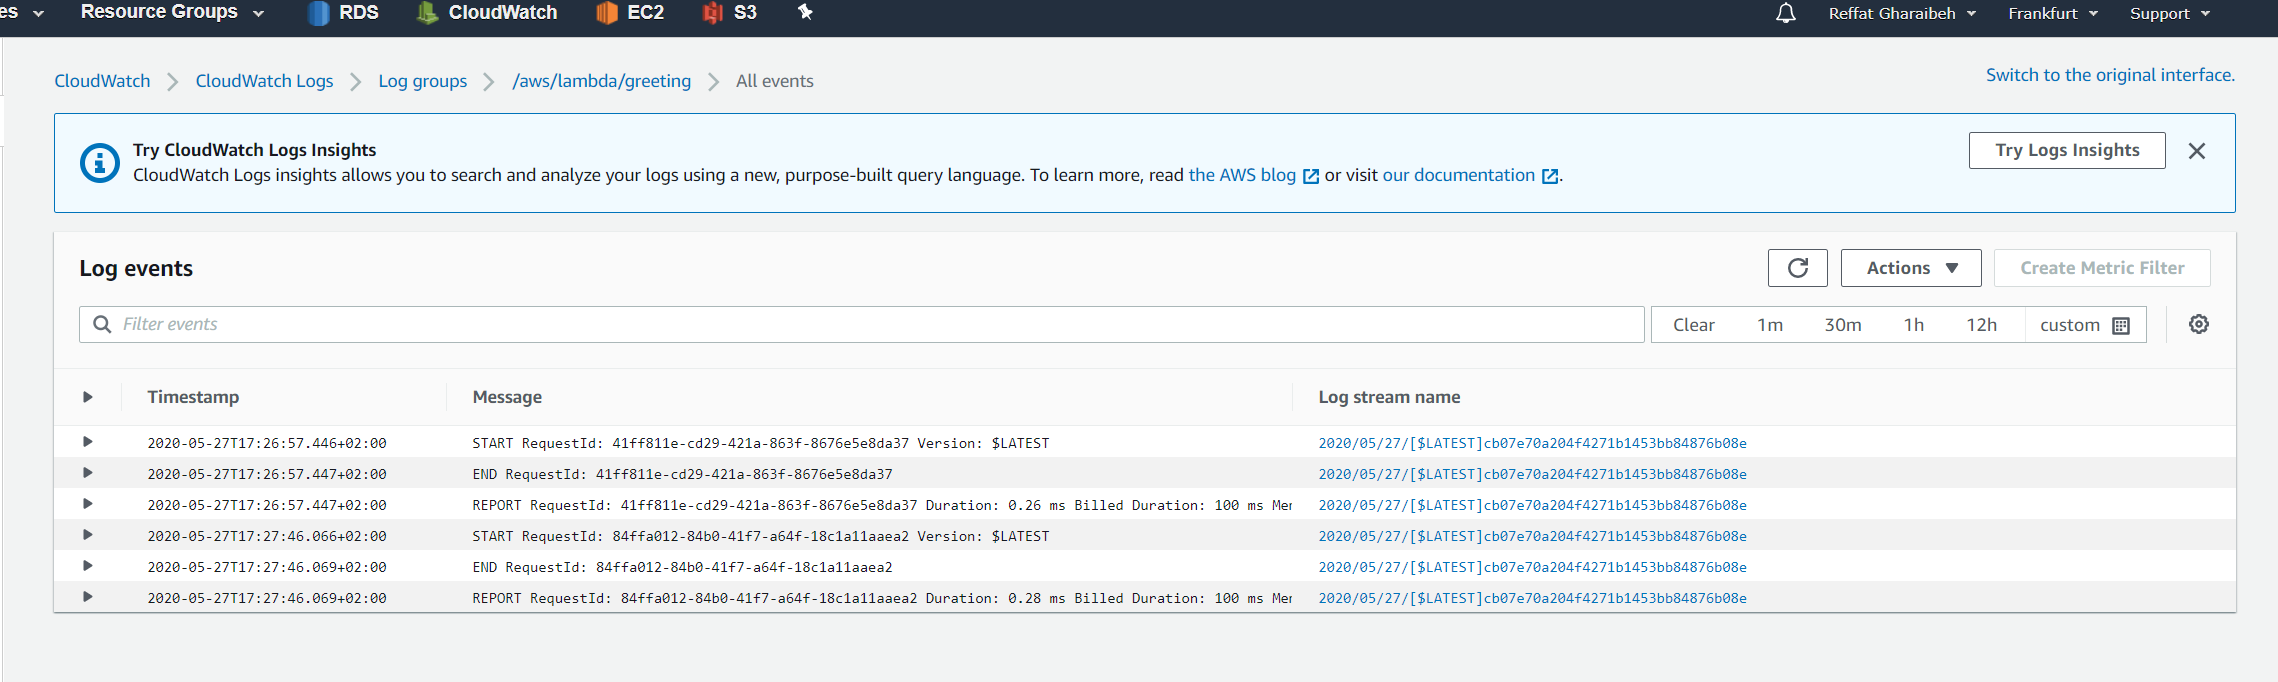 es Resource Groups RDS CloudWatch EC2 S3 Reffat Gharaibeh Frankfurt Support
CloudWatch CloudWatch Logs Log groups /aws/lambda/greeting All events Switch to the original interface.
Try CloudWatch Logs Insights
CloudWatch Logs insights allows you to search and analyze your logs using a new, purpose-built query language. To learn more, read the AWS blog or visit our documentation.
Try Logs Insights
Log events Actions Create Metric Filter
Filter events Clear 1m 30m 1h 12h custom
Timestamp Message Log stream name
2020-05-27T17:26:57.446+02:00 START RequestId: 41ff811e-cd29-421a-863f-8676e5e8da37 Version: $LATEST 2020/05/27/[$LATEST]cb07e70a204f4271b1453bb84876b08e
2020-05-27T17:26:57.447+02:00 END RequestId: 41ff811e-cd29-421a-863f-8676e5e8da37 2020/05/27/[$LATEST]cb07e70a204f4271b1453bb84876b08e
2020-05-27T17:26:57.447+02:00 REPORT RequestId: 41ff811e-cd29-421a-863f-8676e5e8da37 Duration: 0.26 ms Billed Duration: 100 ms Mem 2020/05/27/[$LATEST]cb07e70a204f4271b1453bb84876b08e
2020-05-27T17:27:46.066+02:00 START RequestId: 84ffa012-84b0-41f7-a64f-18c1a11aaea2 Version: $LATEST 2020/05/27/[$LATEST]cb07e70a204f4271b1453bb84876b08e
2020-05-27T17:27:46.069+02:00 END RequestId: 84ffa012-84b0-41f7-a64f-18c1a11aaea2 2020/05/27/[$LATEST]cb07e70a204f4271b1453bb84876b08e
2020-05-27T17:27:46.069+02:00 REPORT RequestId: 84ffa012-84b0-41f7-a64f-18c1a11aaea2 Duration: 0.28 ms Billed Duration: 100 ms Mem 2020/05/27/[$LATEST]cb07e70a204f4271b1453bb84876b08e